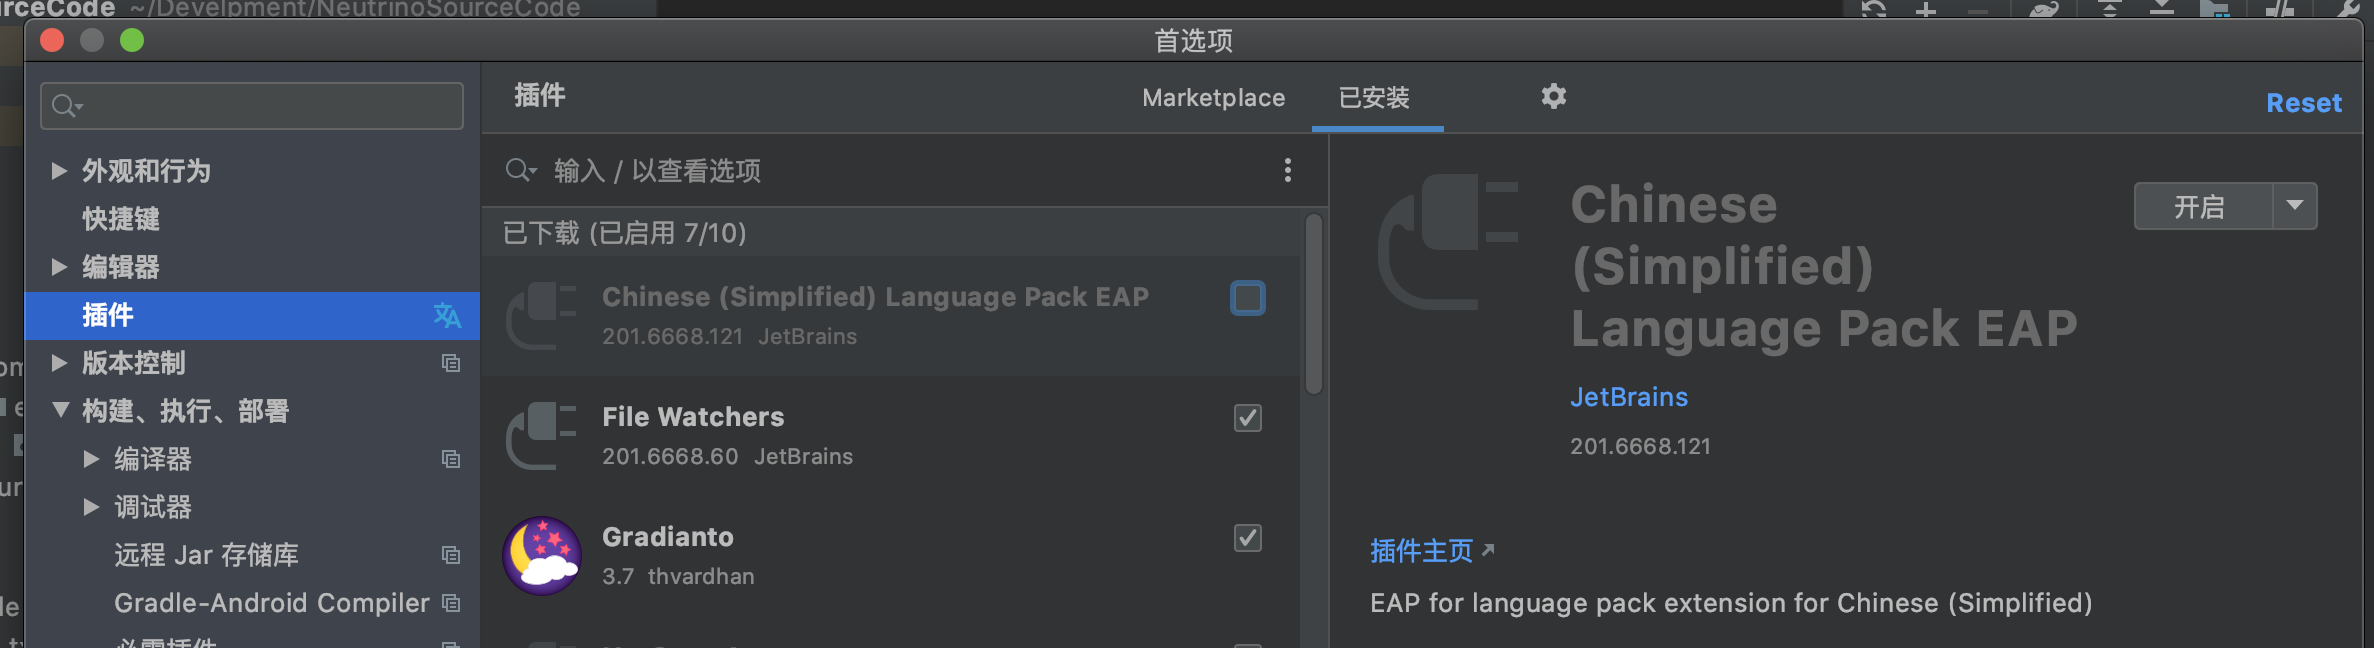 rceCode ~/Develpment/NeutrinoSourceCode
首选项
插件
Marketplace
已安装
Reset
外观和行为
快捷键
编辑器
插件
版本控制
构建、执行、部署
编译器
调试器
远程 Jar 存储库
Gradle-Android Compiler
必需插件
输入 / 以查看选项
已下载 (已启用 7/10)
Chinese (Simplified) Language Pack EAP
201.6668.121 JetBrains
File Watchers
201.6668.60 JetBrains
Gradianto
3.7 thvardhan
Chinese
(Simplified)
Language Pack EAP
开启
JetBrains
201.6668.121
插件主页
EAP for language pack extension for Chinese (Simplified)